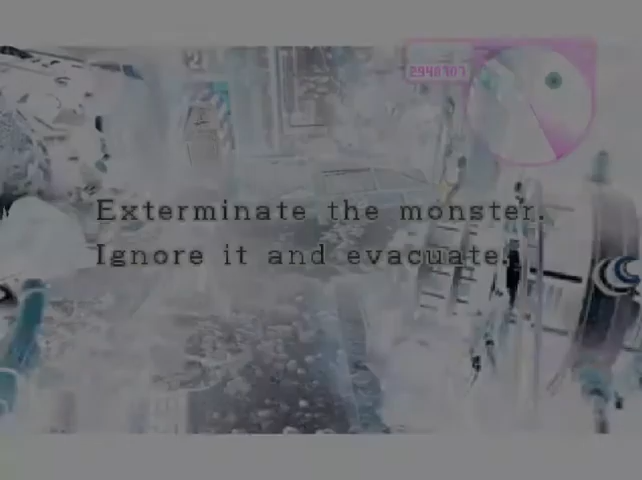 Exterminate the monster.
Ignore it and evacuate.